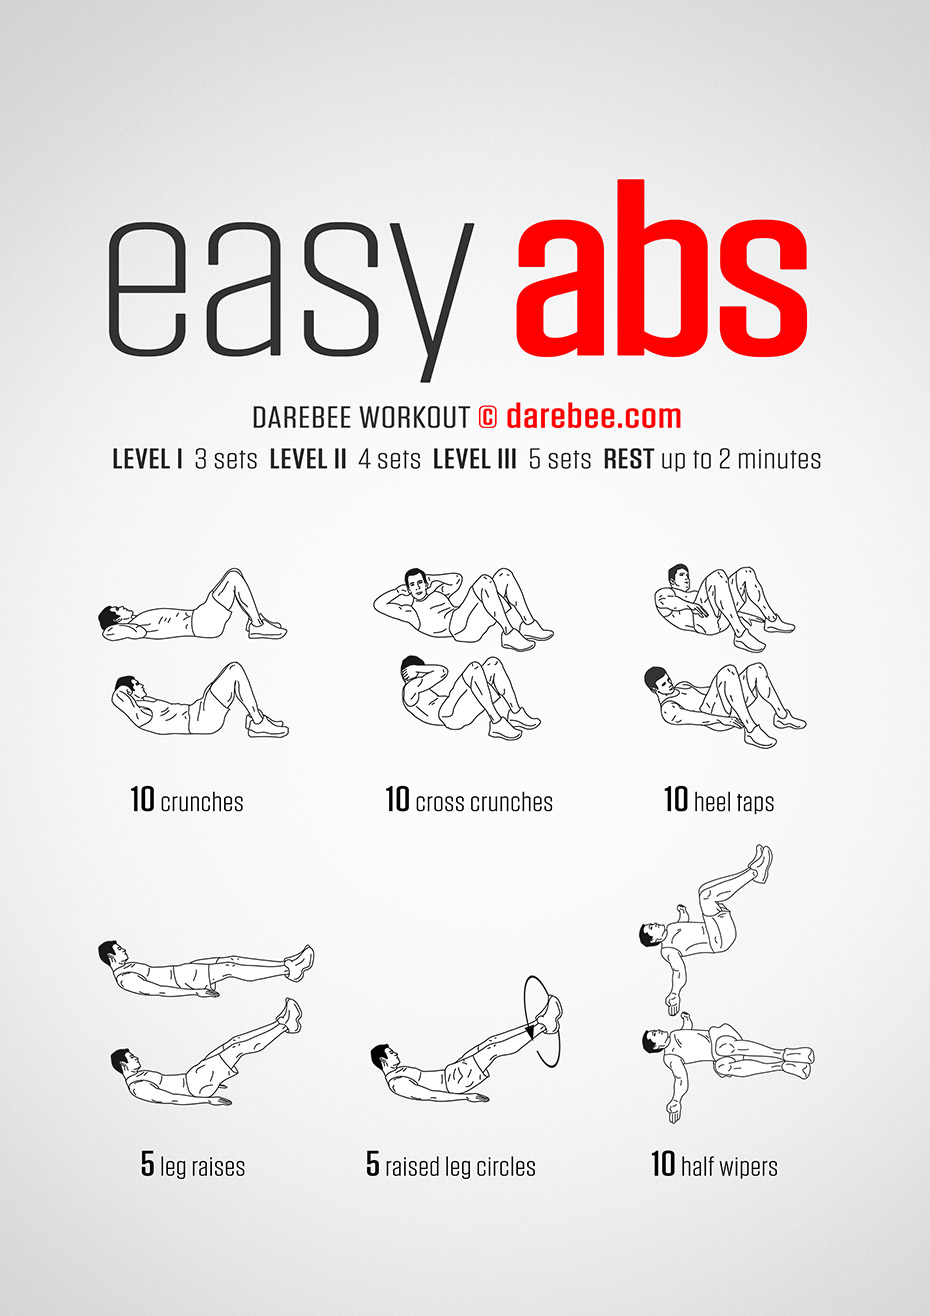 easy abs
DAREBEE WORKOUT © darebee.com
LEVEL I 3 sets LEVEL II 4 sets LEVEL III 5 sets REST up to 2 minutes
10 crunches
10 cross crunches
10 heel taps
5 leg raises
5 raised leg circles
10 half wipers